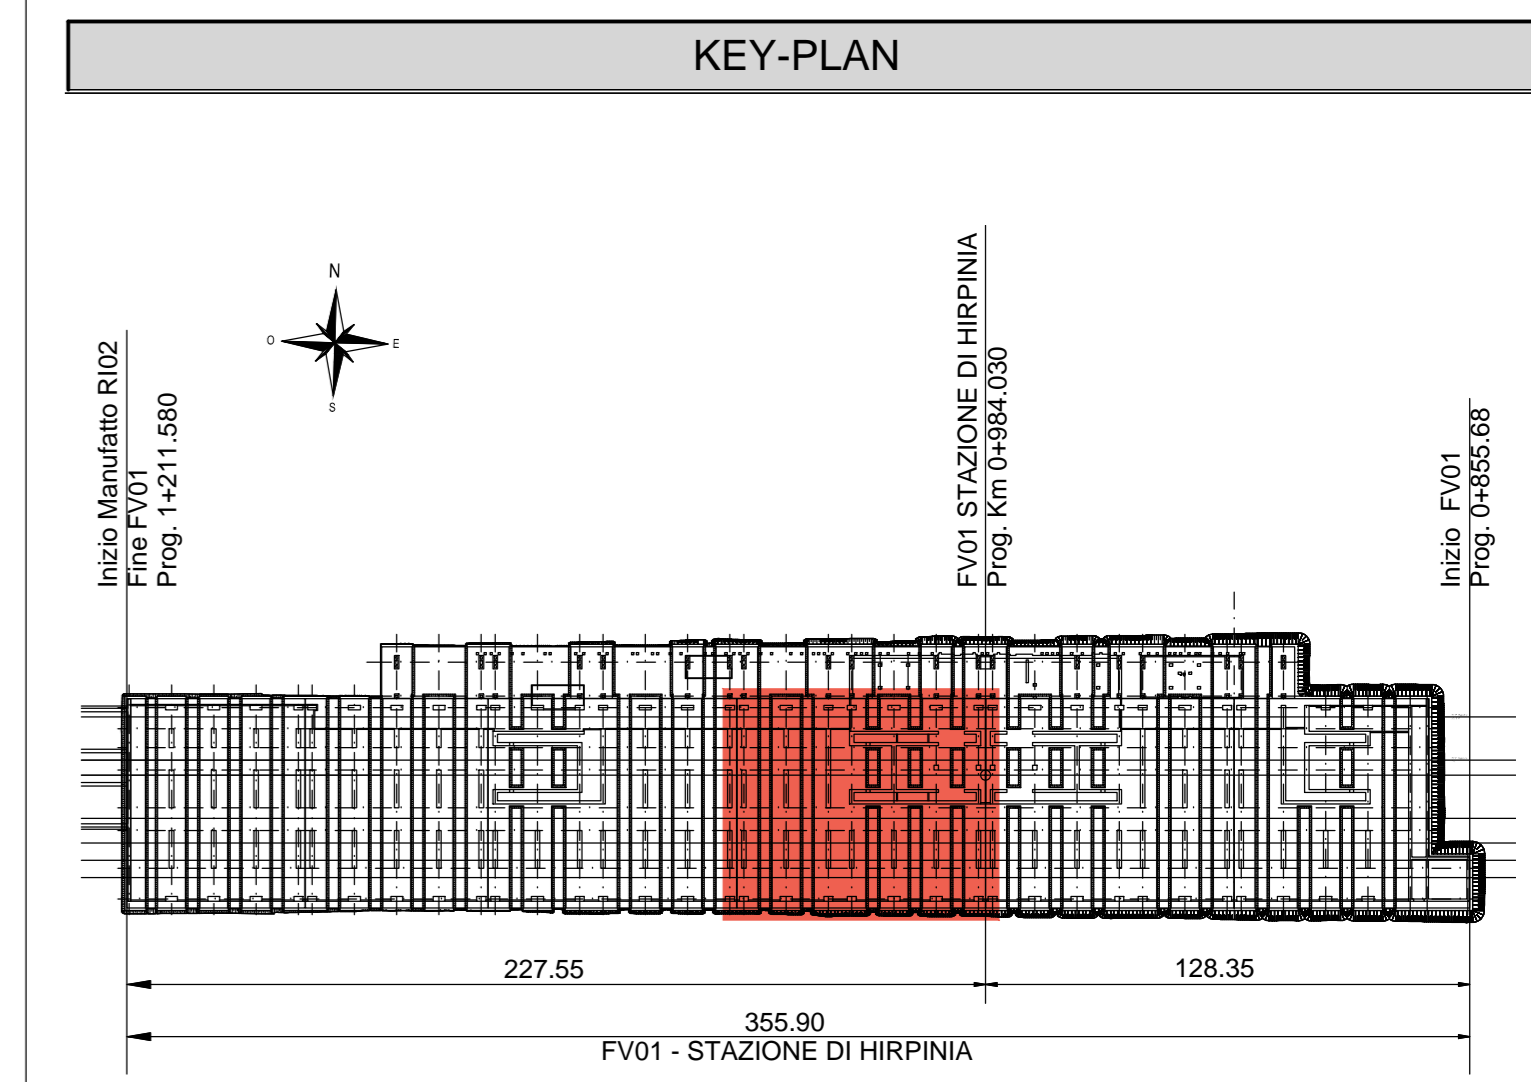 KEY-PLAN
N
O
E
S
Inizio Manufatto RI02
Fine FV01
Prog. 1+211.580
FV01 STAZIONE DI HIRPINIA
Prog. Km 0+984.030
Inizio FV01
Prog. 0+855.68
227.55
128.35
355.90
FV01 - STAZIONE DI HIRPINIA